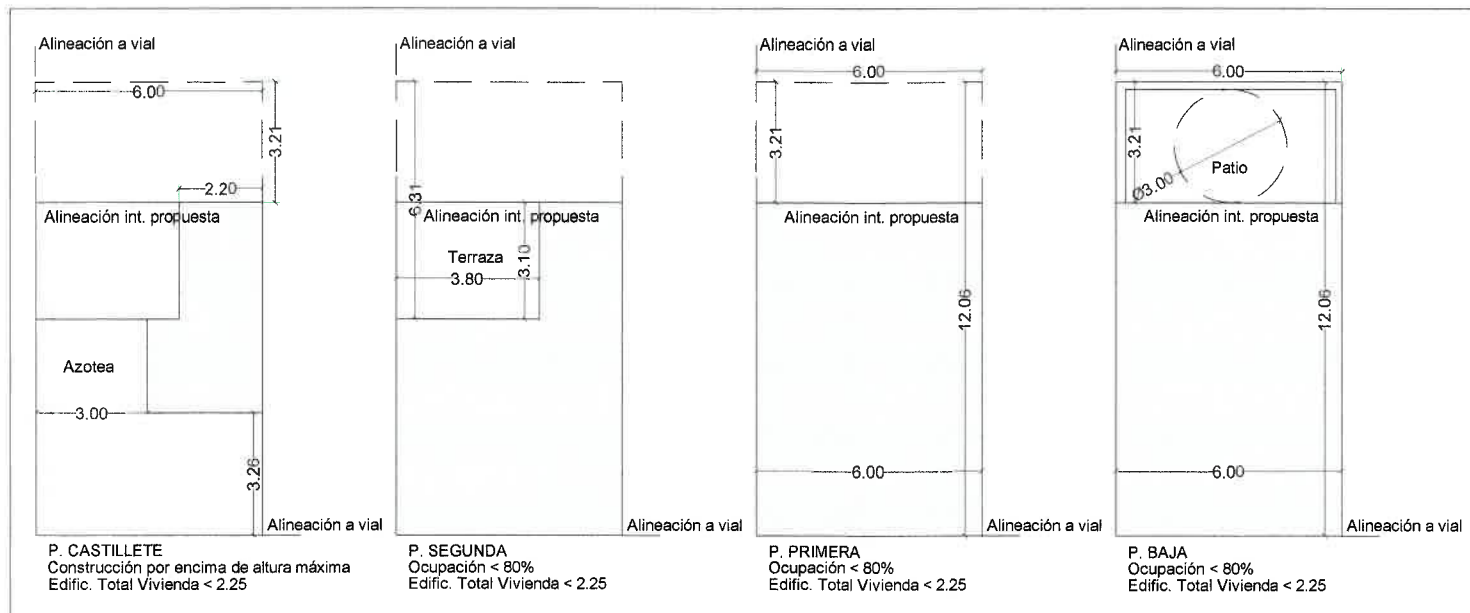 Alineación a vial
6.00
3.21
2.20
Alineación int. propuesta
Azotea
3.00
3.26
Alineación a vial
P. CASTILLETE
Construcción por encima de altura máxima
Edific. Total Vivienda < 2.25
Alineación a vial
6.31
Alineación int. propuesta
Terraza
3.10
3.80
Alineación a vial
P. SEGUNDA
Ocupación < 80%
Edific. Total Vivienda < 2.25
Alineación a vial
6.00
3.21
Alineación int. propuesta
12.06
6.00
Alineación a vial
P. PRIMERA
Ocupación < 80%
Edific. Total Vivienda < 2.25
Alineación a vial
6.00
3.21
Patio
Ø3.00
Alineación int. propuesta
12.06
6.00
Alineación a vial
P. BAJA
Ocupación < 80%
Edific. Total Vivienda < 2.25